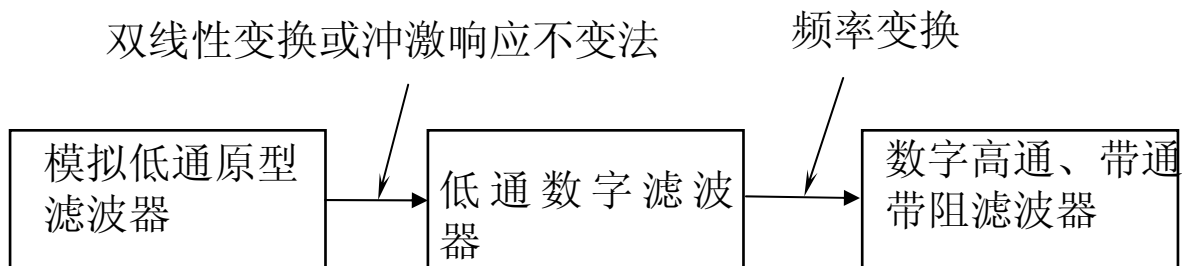 双线性变换或冲激响应不变法
频率变换
模拟低通原型
滤波器
低通数字滤波
器
数字高通、带通
带阻滤波器